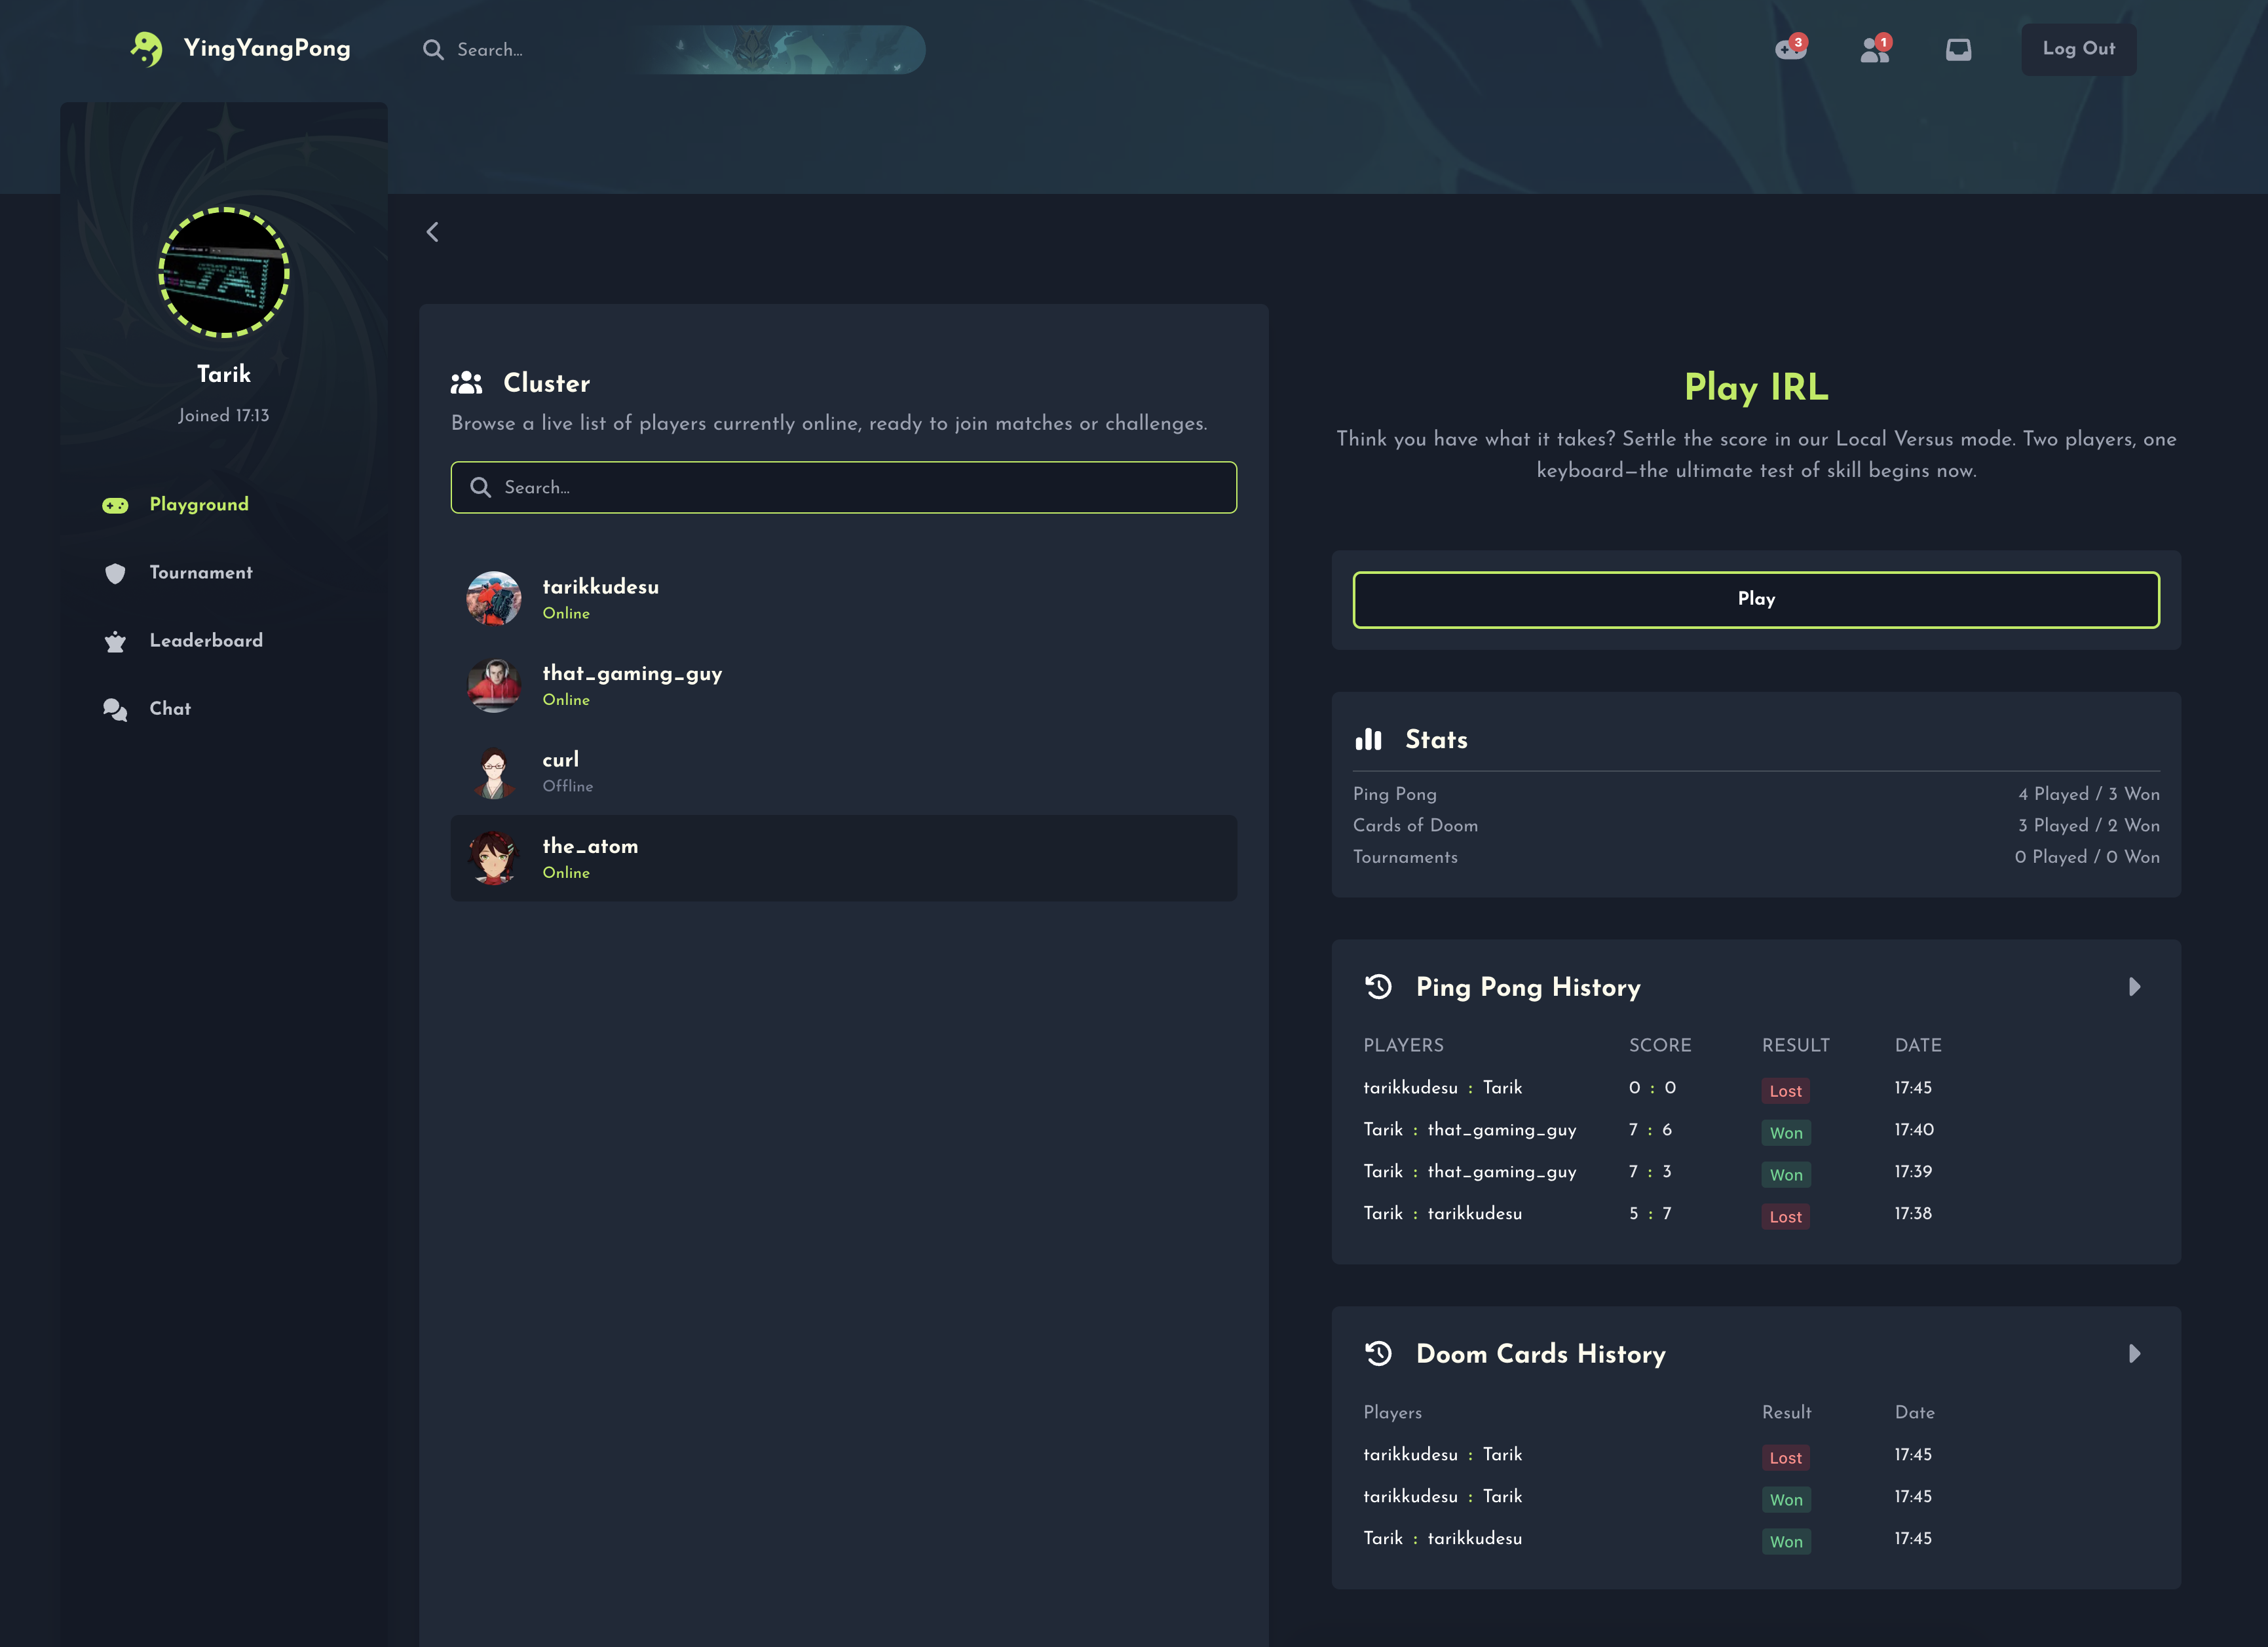 YingYangPong
Search...
3
1
Log Out
Tarik
Joined 17:13
Playground
Tournament
Leaderboard
Chat
Cluster
Browse a live list of players currently online, ready to join matches or challenges.
Search...
tarikkudesu
Online
that_gaming_guy
Online
curl
Offline
the_atom
Online
Play IRL
Think you have what it takes? Settle the score in our Local Versus mode. Two players, one
keyboard—the ultimate test of skill begins now.
Play
Stats
Ping Pong 4 Played / 3 Won
Cards of Doom 3 Played / 2 Won
Tournaments 0 Played / 0 Won
Ping Pong History
PLAYERS SCORE RESULT DATE
tarikkudesu : Tarik 0 : 0 Lost 17:45
Tarik : that_gaming_guy 7 : 6 Won 17:40
Tarik : that_gaming_guy 7 : 3 Won 17:39
Tarik : tarikkudesu 5 : 7 Lost 17:38
Doom Cards History
Players Result Date
tarikkudesu : Tarik Lost 17:45
tarikkudesu : Tarik Won 17:45
Tarik : tarikkudesu Won 17:45